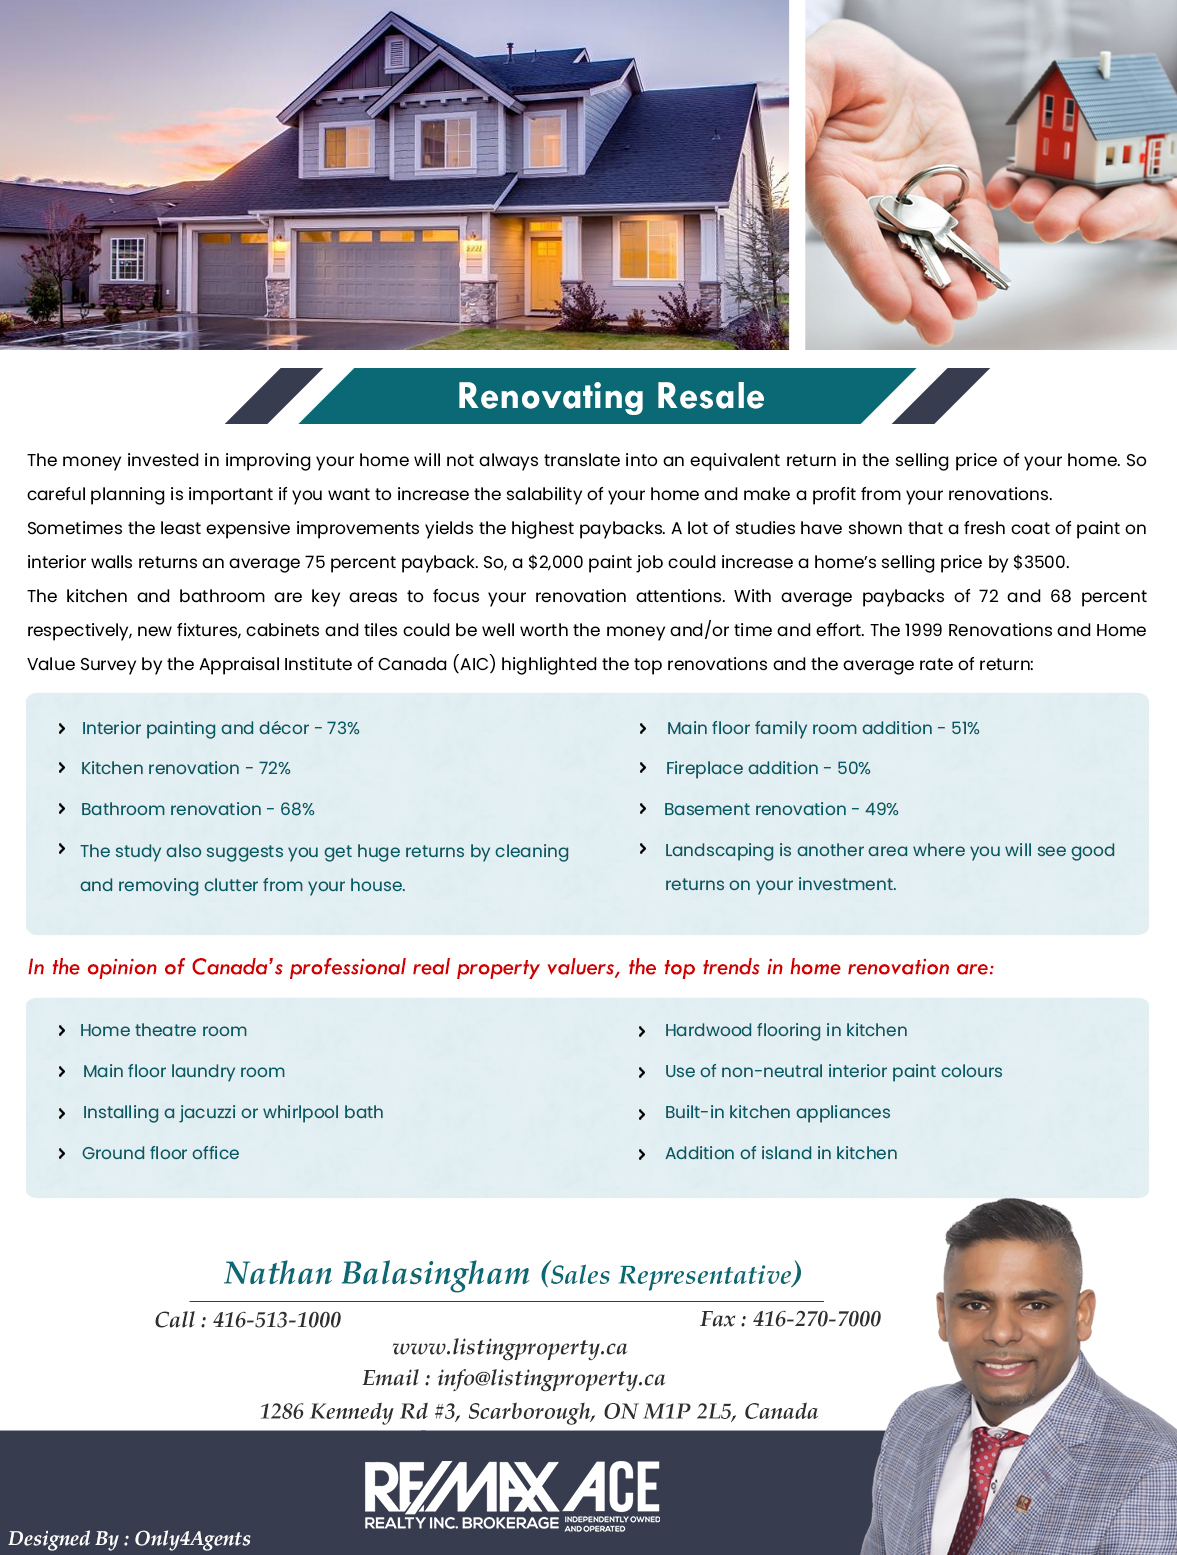 Renovating Resale
The money invested in improving your home will not always translate into an equivalent return in the selling price of your home. So
careful planning is important if you want to increase the salability of your home and make a profit from your renovations.
Sometimes the least expensive improvements yields the highest paybacks. A lot of studies have shown that a fresh coat of paint on
interior walls returns an average 75 percent payback. So, a $2,000 paint job could increase a home’s selling price by $3500.
The kitchen and bathroom are key areas to focus your renovation attentions. With average paybacks of 72 and 68 percent
respectively, new fixtures, cabinets and tiles could be well worth the money and/or time and effort. The 1999 Renovations and Home
Value Survey by the Appraisal Institute of Canada (AIC) highlighted the top renovations and the average rate of return:
Interior painting and décor - 73%
Kitchen renovation - 72%
Bathroom renovation - 68%
The study also suggests you get huge returns by cleaning
and removing clutter from your house.
Main floor family room addition - 51%
Fireplace addition - 50%
Basement renovation - 49%
Landscaping is another area where you will see good
returns on your investment.
In the opinion of Canada’s professional real property valuers, the top trends in home renovation are:
Home theatre room
Main floor laundry room
Installing a jacuzzi or whirlpool bath
Ground floor office
Hardwood flooring in kitchen
Use of non-neutral interior paint colours
Built-in kitchen appliances
Addition of island in kitchen
Nathan Balasingham (Sales Representative)
Call : 416-513-1000
Fax : 416-270-7000
www.listingproperty.ca
Email : info@listingproperty.ca
1286 Kennedy Rd #3, Scarborough, ON M1P 2L5, Canada
RE/MAX ACE
REALTY INC. BROKERAGE
INDEPENDENTLY OWNED
AND OPERATED
Designed By : Only4Agents